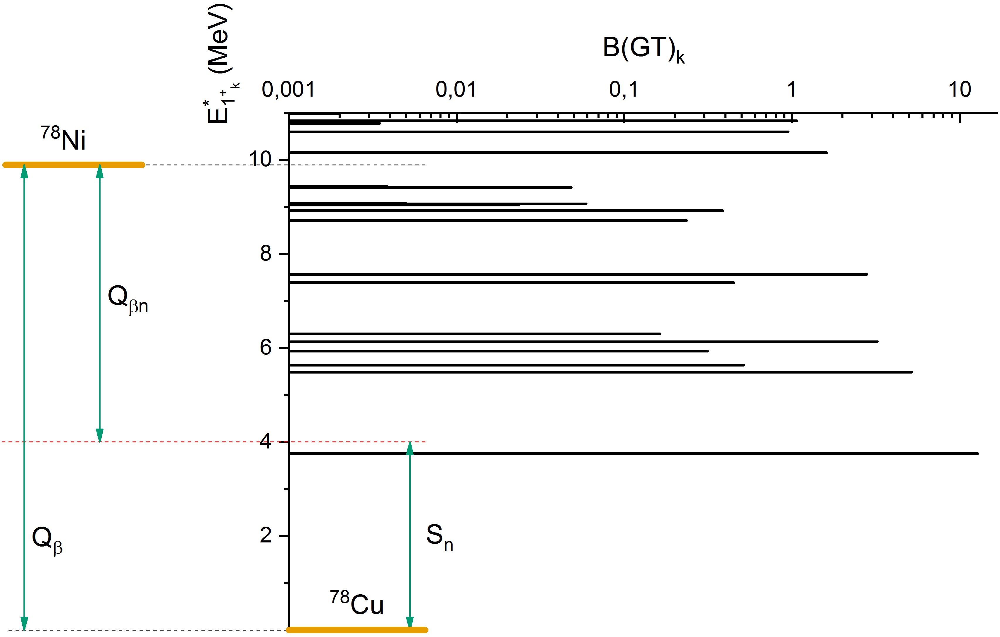 B(GT)k
E*1+k (MeV)
0,001 0,01 0,1 1 10
78Ni
10
8
Qβn
6
4
2
Sn
Qβ
78Cu